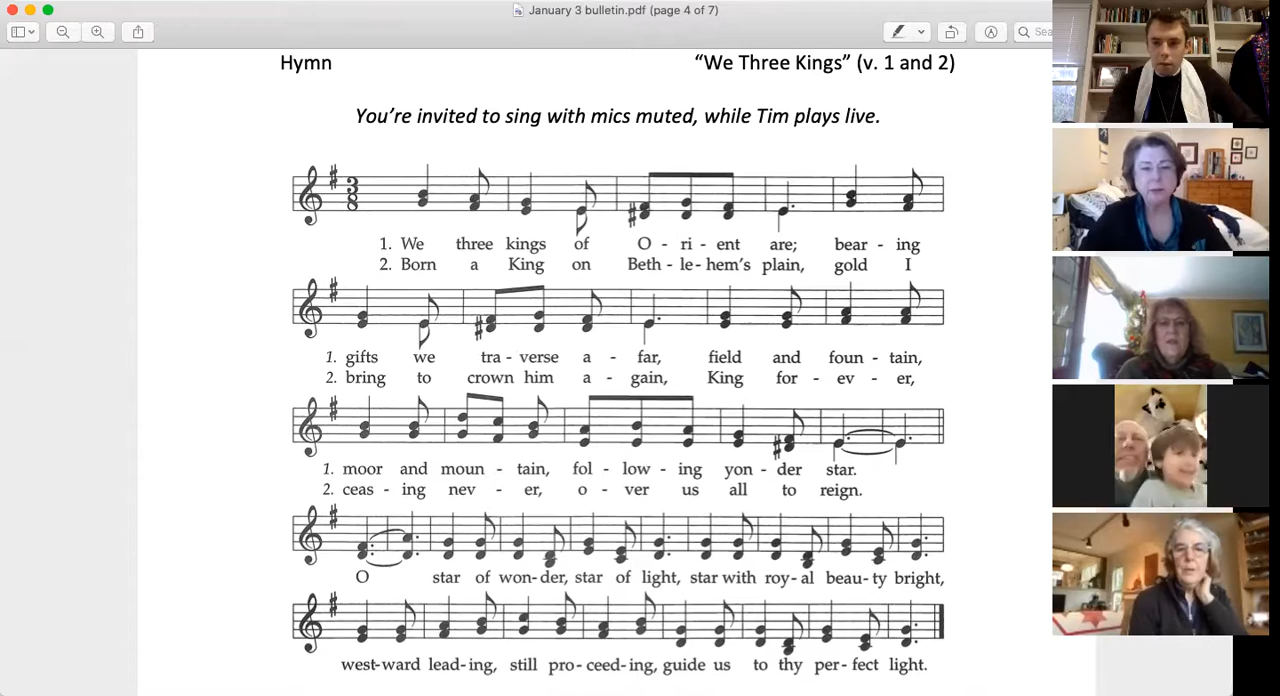 January 3 bulletin.pdf (page 4 of 7)
Sea
Hymn “We Three Kings” (v. 1 and 2)
You’re invited to sing with mics muted, while Tim plays live.
3
8
1. We three kings of O - ri - ent are; bear - ing
2. Born a King on Beth - le - hem’s plain, gold I
1. gifts we tra - verse a - far, field and foun - tain,
2. bring to crown him a - gain, King for - ev - er,
1. moor and moun - tain, fol - low - ing yon - der star.
2. ceas - ing nev - er, o - ver us all to reign.
O star of won - der, star of light, star with roy - al beau - ty bright,
west - ward lead - ing, still pro - ceed - ing, guide us to thy per - fect light.